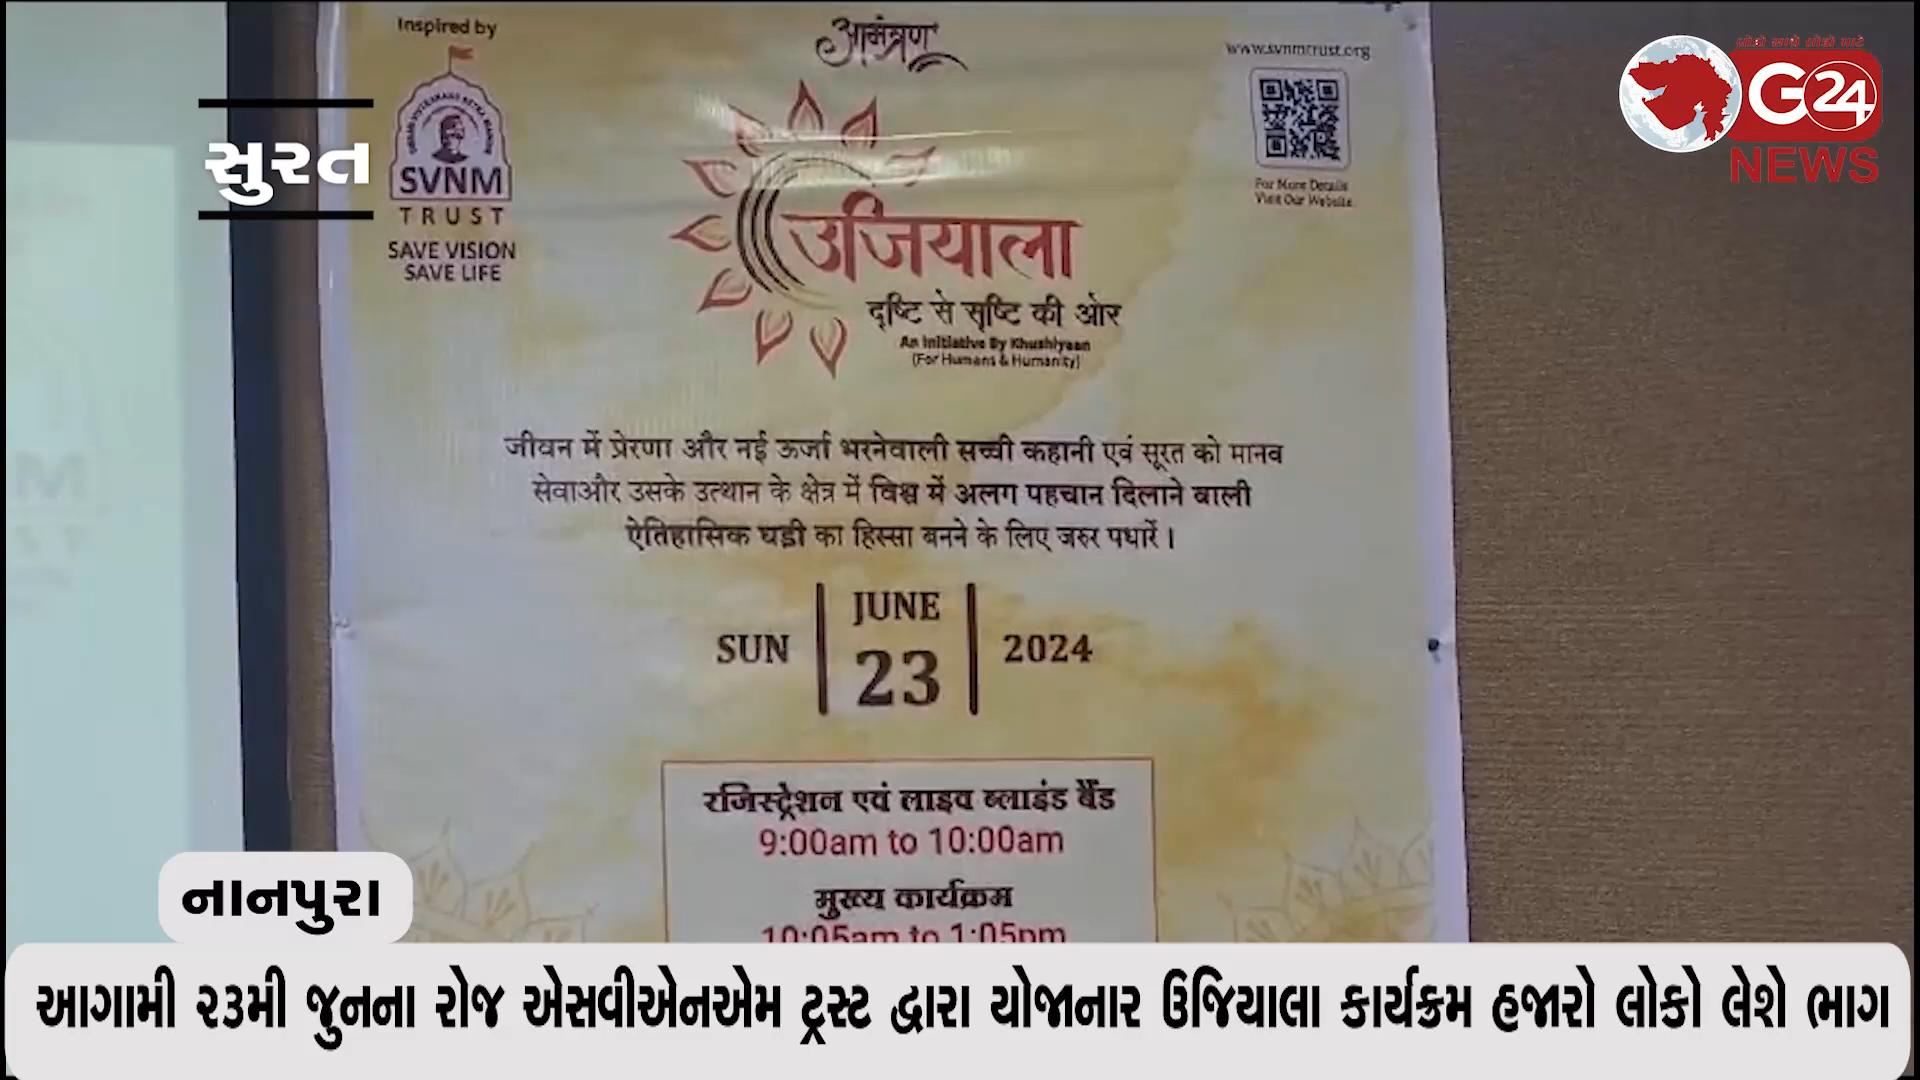 Inspired by
आमंत्रण
www.svnmtrust.org
લોકો સાથે લોકો માટે
G24
NEWS
સુરત
SVNM
TRUST
SAVE VISION
SAVE LIFE
For More Details
Visit Our Website
उजियाला
दृष्टि से सृष्टि की ओर
An Initiative By Khushiyaan
(For Humans & Humanity)
जीवन में प्रेरणा और नई ऊर्जा भरनेवाली सच्ची कहानी एवं सूरत को मानव
सेवाऔर उसके उत्थान के क्षेत्र में विश्व में अलग पहचान दिलाने वाली
ऐतिहासिक घड़ी का हिस्सा बनने के लिए जरुर पधारें ।
SUN JUNE 23 2024
रजिस्ट्रेशन एवं लाइव ब्लाइंड बैंड
9:00am to 10:00am
मुख्य कार्यक्रम
10:05am to 1:05pm
નાનપુરા
આગામી ૨૩મી જુનના રોજ એસવીએનએમ ટ્રસ્ટ દ્વારા યોજાનાર ઉજિયાલા કાર્યક્રમ હજારો લોકો લેશે ભાગ